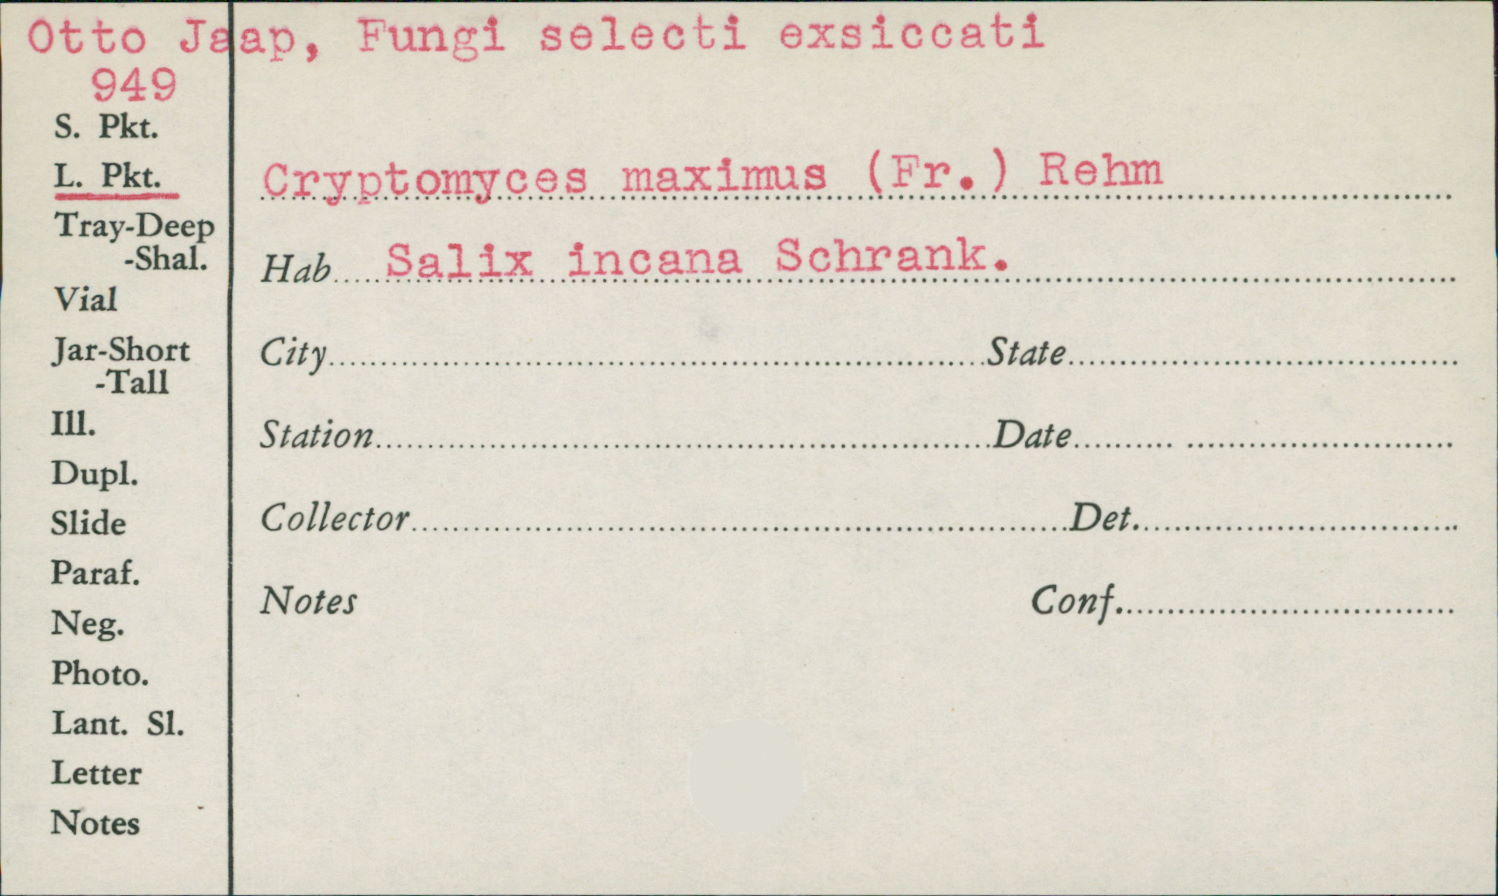 Otto Jaap, Fungi selecti exsiccati
949
S. Pkt.
L. Pkt.
Tray-Deep
-Shal.
Vial
Jar-Short
-Tall
Ill.
Dupl.
Slide
Paraf.
Neg.
Photo.
Lant. Sl.
Letter
Notes
Cryptomyces maximus (Fr.) Rehm
Hab Salix incana Schrank.
City State
Station Date
Collector Det.
Notes Conf.